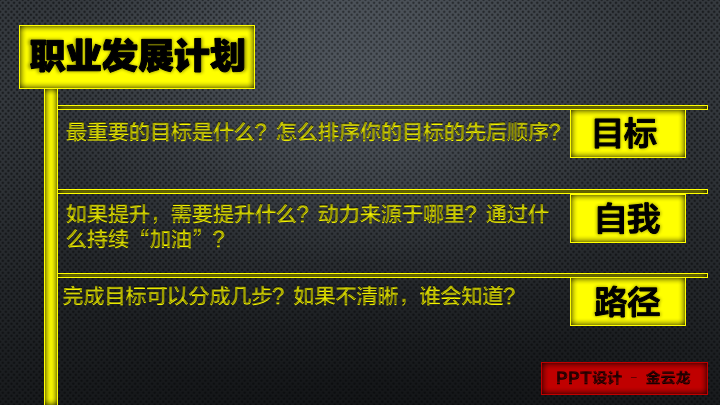 职业发展计划
最重要的目标是什么？怎么排序你的目标的先后顺序？
目标
如果提升，需要提升什么？动力来源于哪里？通过什
么持续“加油”？
自我
完成目标可以分成几步？如果不清晰，谁会知道？
路径
PPT设计 - 金云龙